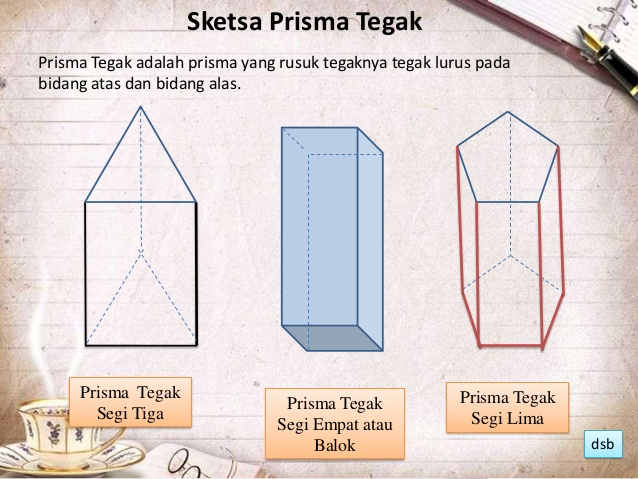 Sketsa Prisma Tegak
Prisma Tegak adalah prisma yang rusuk tegaknya tegak lurus pada
bidang atas dan bidang alas.
Prisma Tegak
Segi Tiga
Prisma Tegak
Segi Empat atau
Balok
Prisma Tegak
Segi Lima
dsb